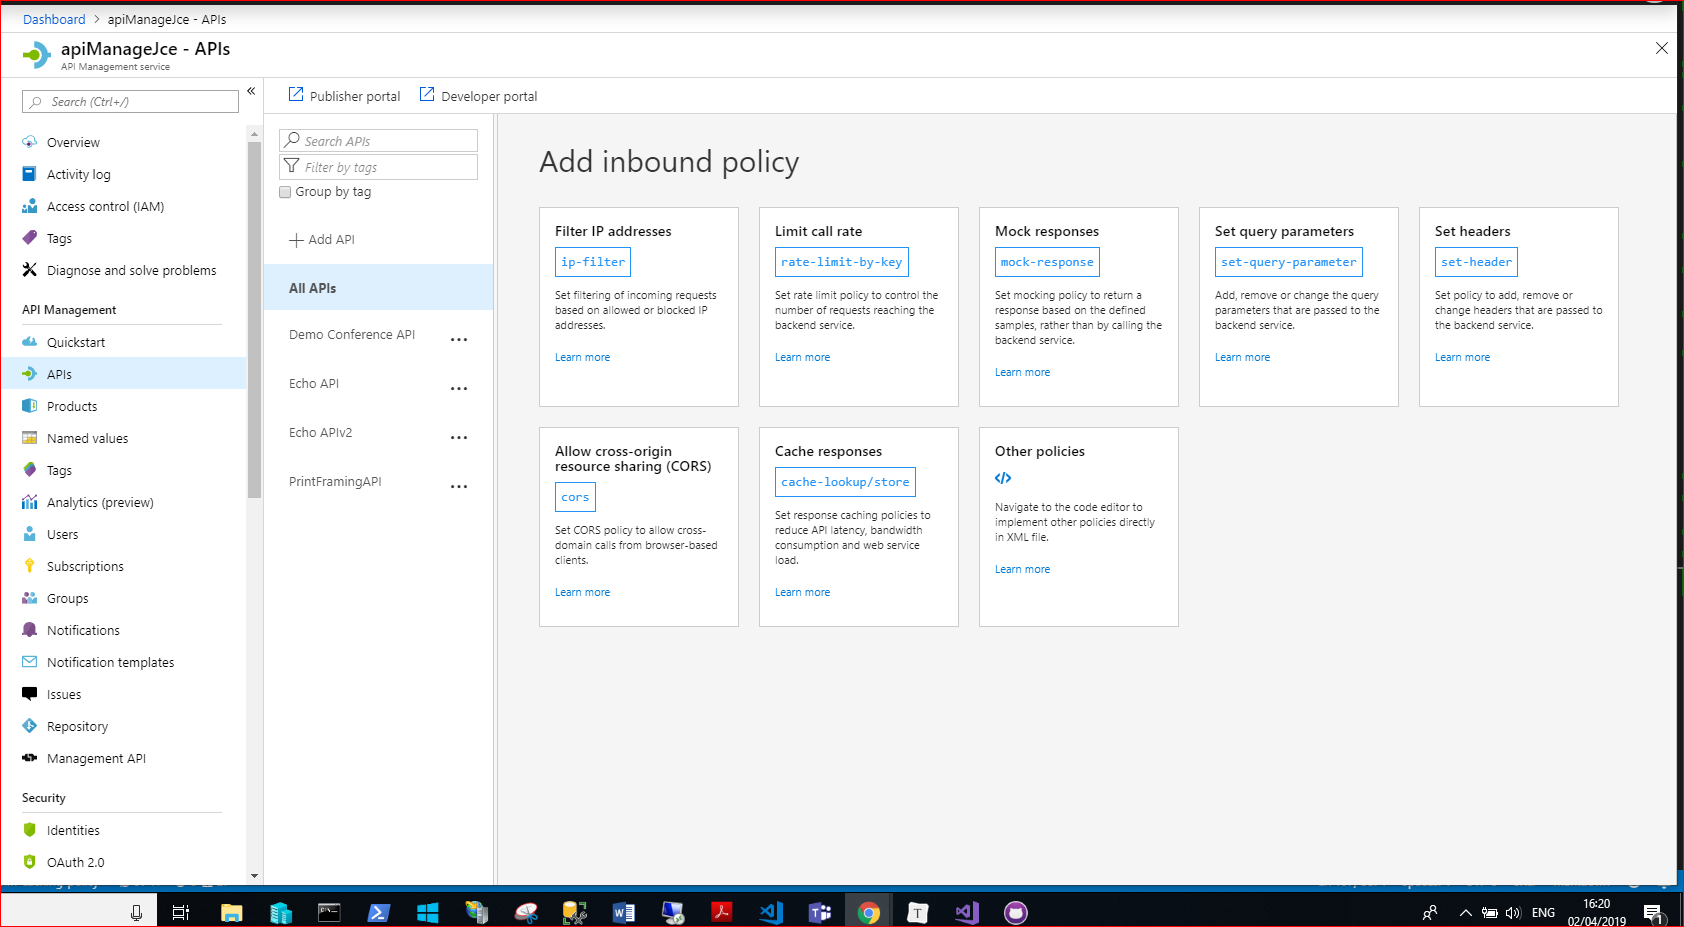 Dashboard > apiManageJce - APIs
apiManageJce - APIs
API Management service
Search (Ctrl+/)
«
Overview
Activity log
Access control (IAM)
Tags
Diagnose and solve problems
API Management
Quickstart
APIs
Products
Named values
Tags
Analytics (preview)
Users
Subscriptions
Groups
Notifications
Notification templates
Issues
Repository
Management API
Security
Identities
OAuth 2.0
Publisher portal
Developer portal
Search APIs
Filter by tags
Group by tag
Add API
All APIs
Demo Conference API
Echo API
Echo APIv2
PrintFramingAPI
Add inbound policy
Filter IP addresses
ip-filter
Set filtering of incoming requests
based on allowed or blocked IP
addresses.
Learn more
Limit call rate
rate-limit-by-key
Set rate limit policy to control the
number of requests reaching the
backend service.
Learn more
Mock responses
mock-response
Set mocking policy to return a
response based on the defined
samples, rather than by calling the
backend service.
Learn more
Set query parameters
set-query-parameter
Add, remove or change the query
parameters that are passed to the
backend service.
Learn more
Set headers
set-header
Set policy to add, remove or
change headers that are passed to
the backend service.
Learn more
Allow cross-origin
resource sharing (CORS)
cors
Set CORS policy to allow cross-
domain calls from browser-based
clients.
Learn more
Cache responses
cache-lookup/store
Set response caching policies to
reduce API latency, bandwidth
consumption and web service
load.
Learn more
Other policies
</>
Navigate to the code editor to
implement other policies directly
in XML file.
Learn more
ENG
16:20
02/04/2019
1